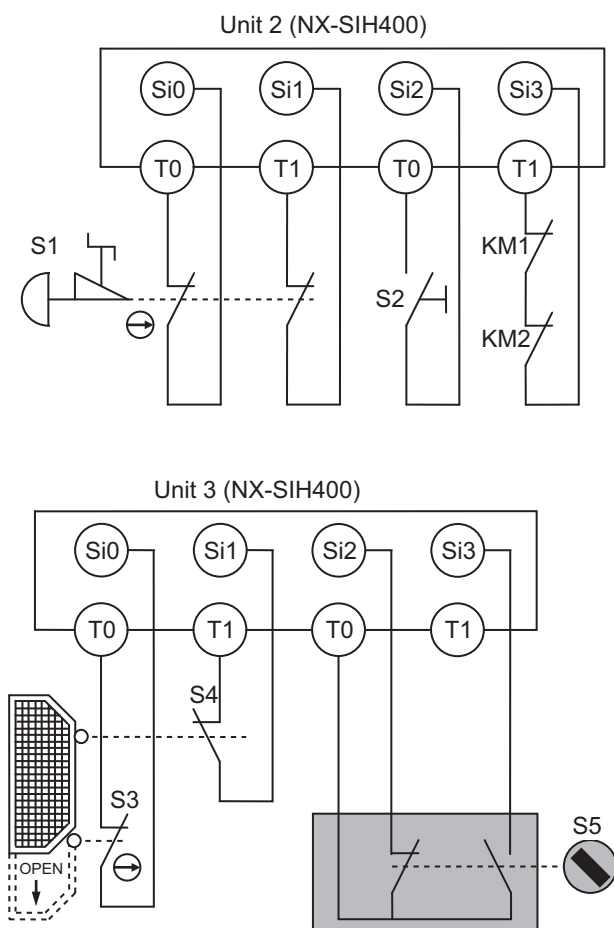 Unit 2 (NX-SIH400)
Si0 Si1 Si2 Si3
T0 T1 T0 T1
S1
KM1
S2
KM2
Unit 3 (NX-SIH400)
Si0 Si1 Si2 Si3
T0 T1 T0 T1
S4
S3
S5
OPEN